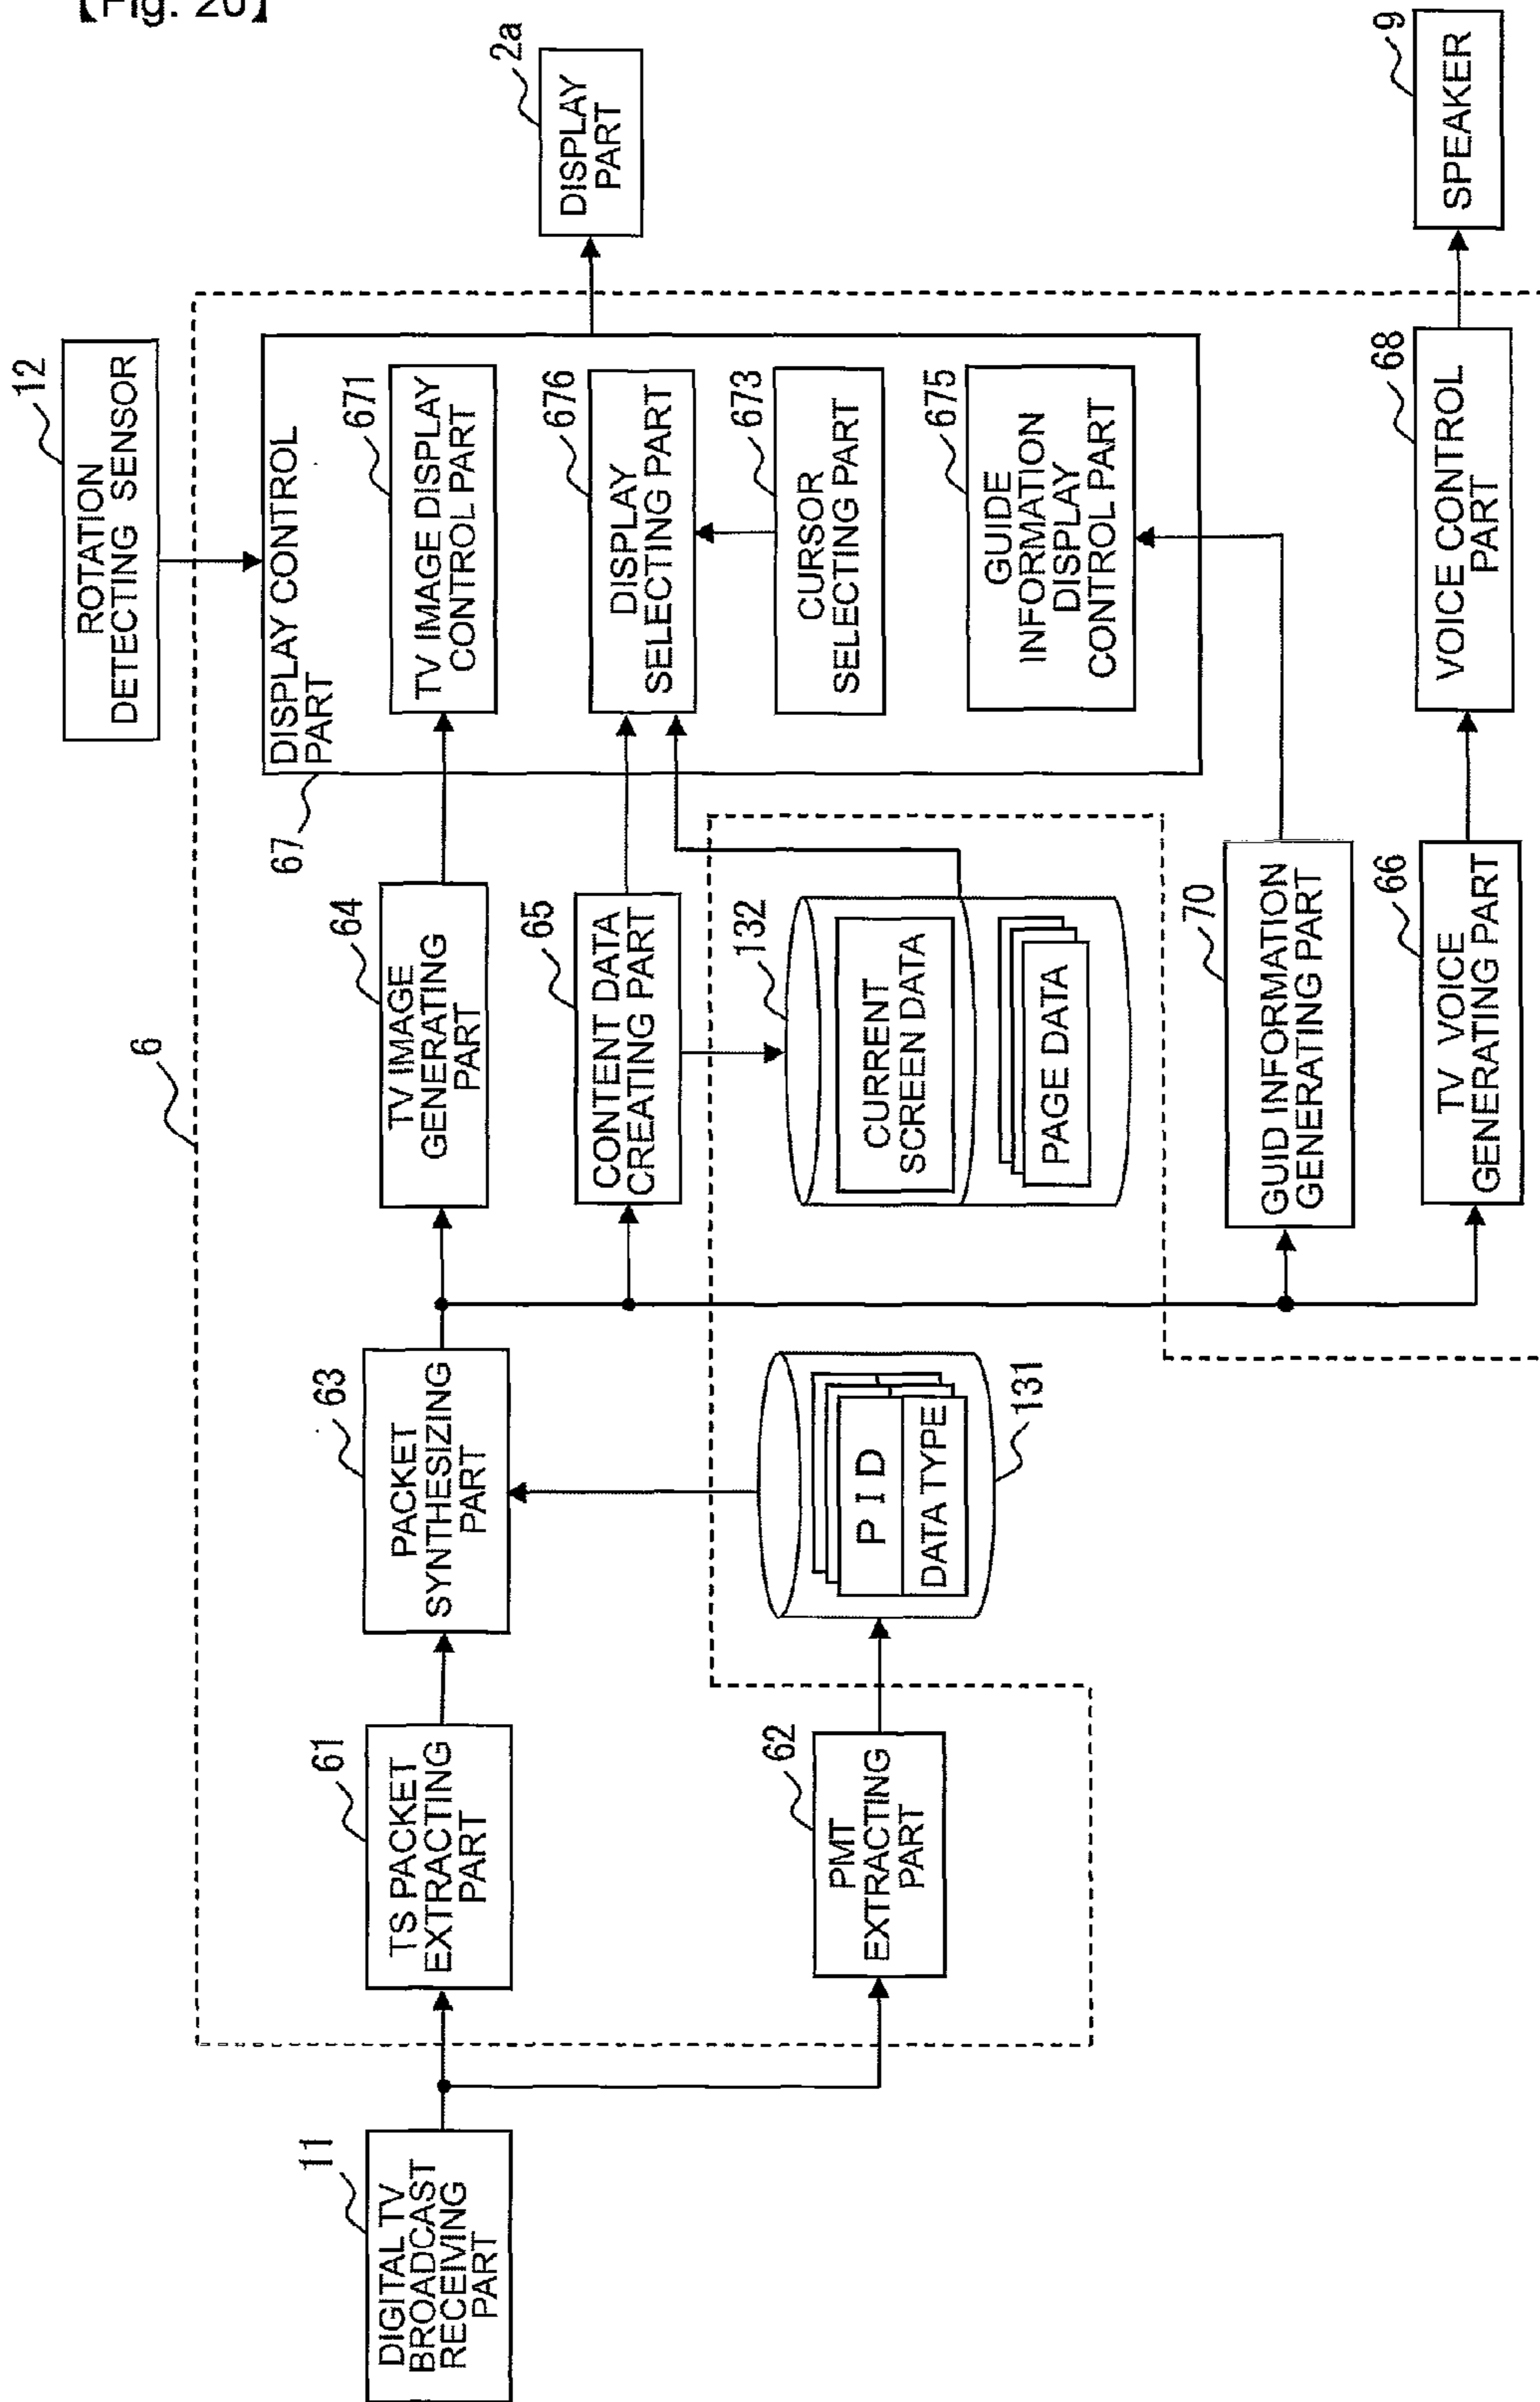 【Fig. 20】
11
DIGITAL TV
BROADCAST
RECEIVING
PART
6
61
TS PACKET
EXTRACTING
PART
62
PMT
EXTRACTING
PART
63
PACKET
SYNTHESIZING
PART
PID
DATA TYPE
131
64
TV IMAGE
GENERATING
PART
65
CONTENT DATA
CREATING PART
132
CURRENT
SCREEN DATA
PAGE DATA
70
GUID INFORMATION
GENERATING PART
66
TV VOICE
GENERATING PART
12
ROTATION
DETECTING SENSOR
67
DISPLAY CONTROL
PART
671
TV IMAGE DISPLAY
CONTROL PART
676
DISPLAY
SELECTING PART
673
CURSOR
SELECTING PART
675
GUIDE
INFORMATION
DISPLAY
CONTROL PART
68
VOICE CONTROL
PART
2a
DISPLAY
PART
9
SPEAKER